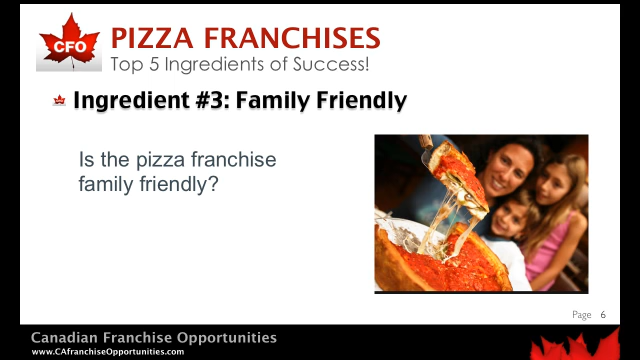 CFO
PIZZA FRANCHISES
Top 5 Ingredients of Success!
Ingredient #3: Family Friendly
Is the pizza franchise
family friendly?
Page 6
Canadian Franchise Opportunities
www.CAfranchiseOpportunities.com